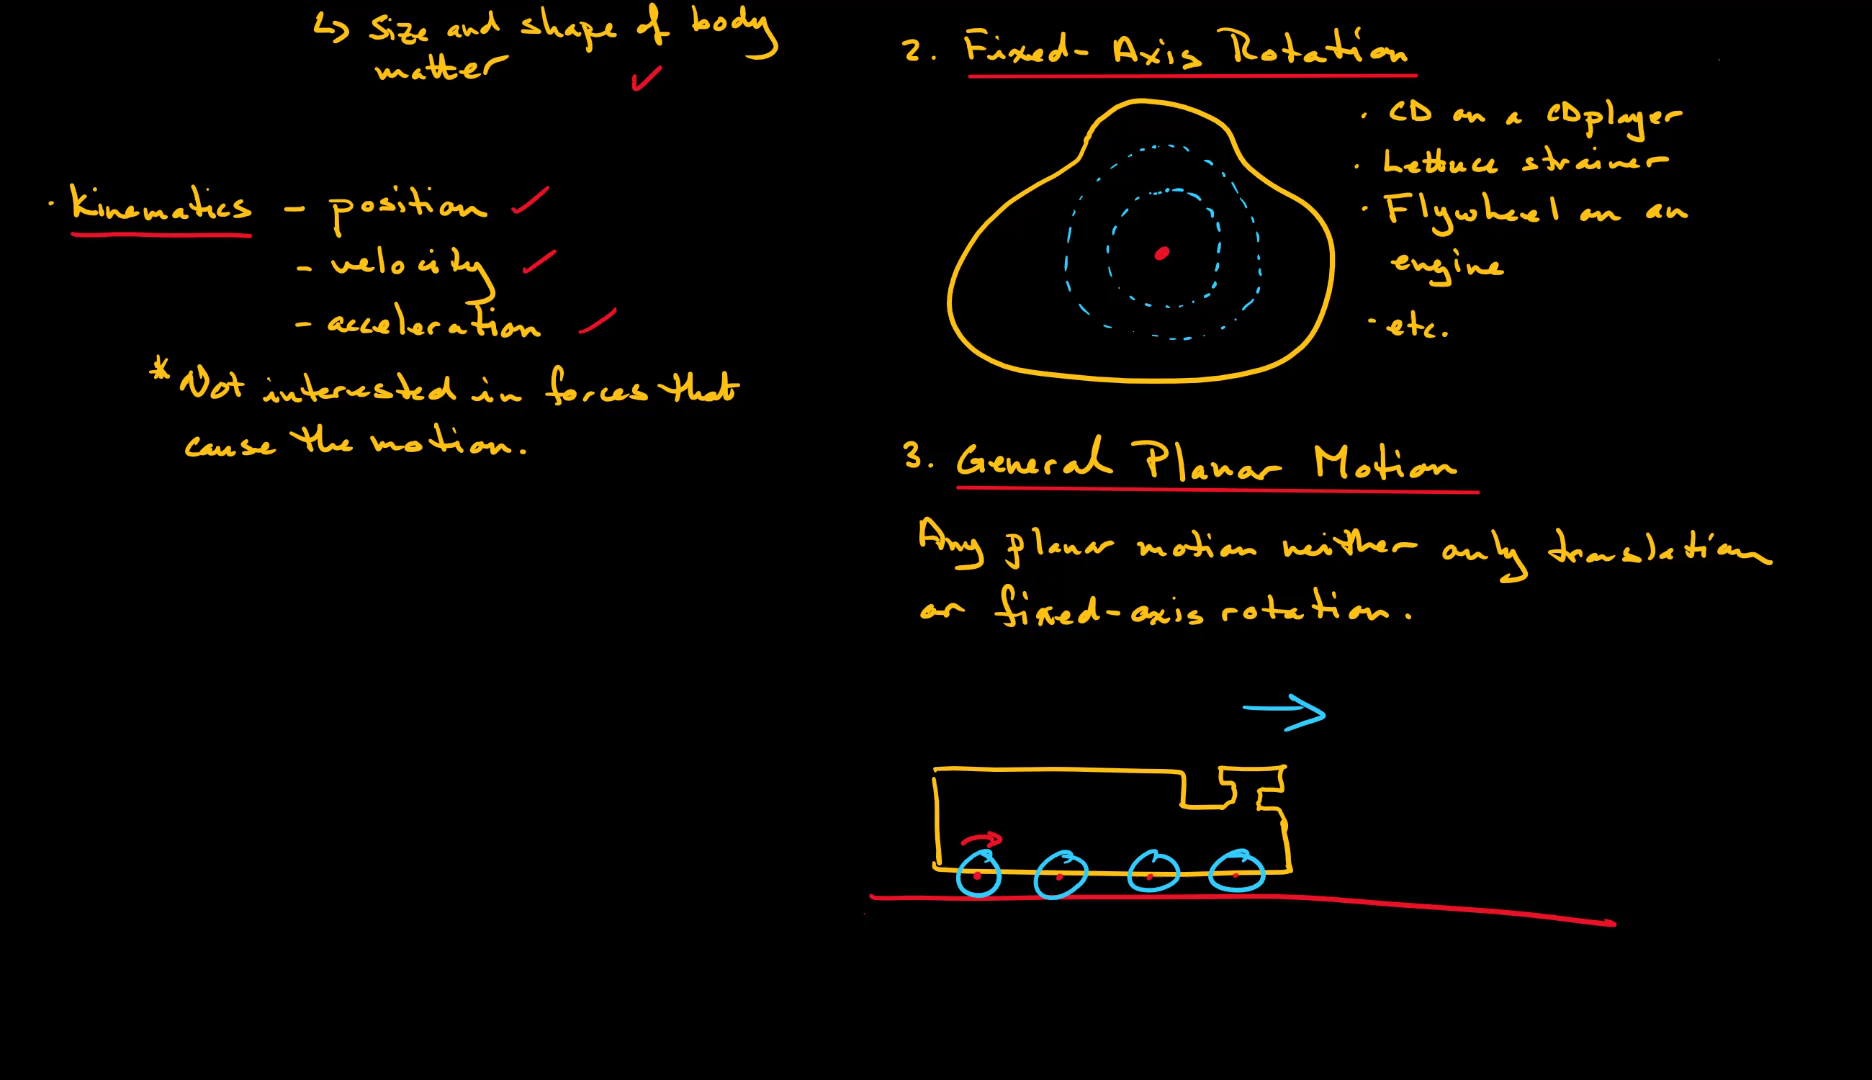 ↳ Size and shape of body
matter
· Kinematics - position
- velocity
- acceleration
* Not interested in forces that
cause the motion.
2. Fixed-Axis Rotation
· CD on a CD player
· Lettuce strainer
· Flywheel on an
engine
· etc.
3. General Planar Motion
Any planar motion neither only translation
or fixed-axis rotation.